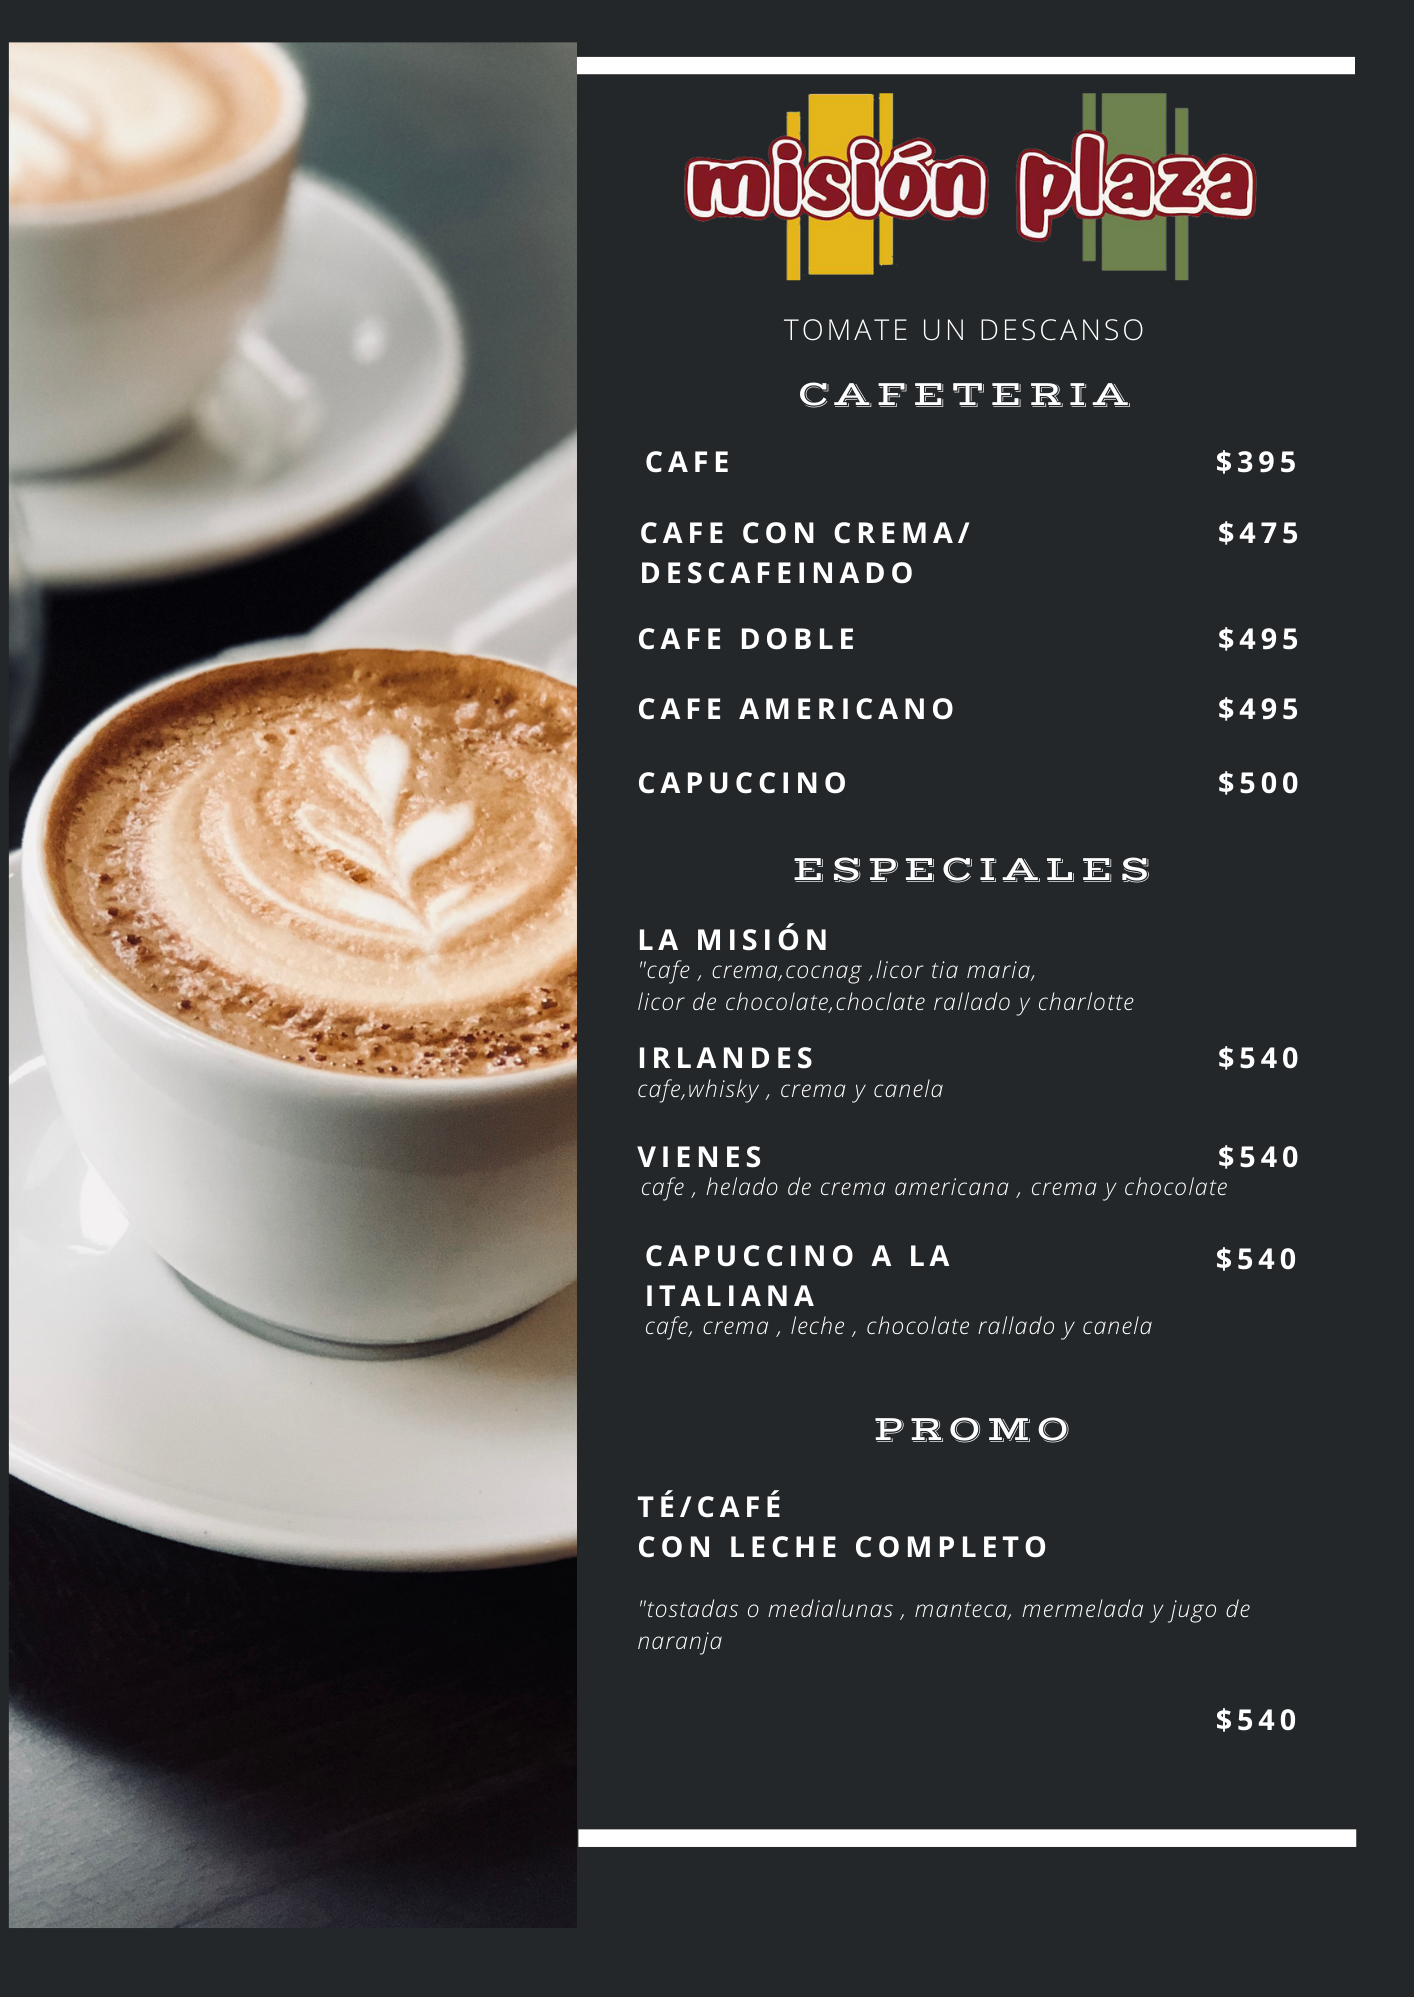 misión plaza
TOMATE UN DESCANSO
CAFETERIA
CAFE $395
CAFE CON CREMA/ $475
DESCAFEINADO
CAFE DOBLE $495
CAFE AMERICANO $495
CAPUCCINO $500
ESPECIALES
LA MISIÓN
"cafe , crema,cocnag ,licor tia maria,
licor de chocolate,choclate rallado y charlotte
IRLANDES $540
cafe,whisky , crema y canela
VIENES $540
cafe , helado de crema americana , crema y chocolate
CAPUCCINO A LA $540
ITALIANA
cafe, crema , leche , chocolate rallado y canela
PROMO
TÉ/CAFÉ
CON LECHE COMPLETO
"tostadas o medialunas , manteca, mermelada y jugo de
naranja
$540